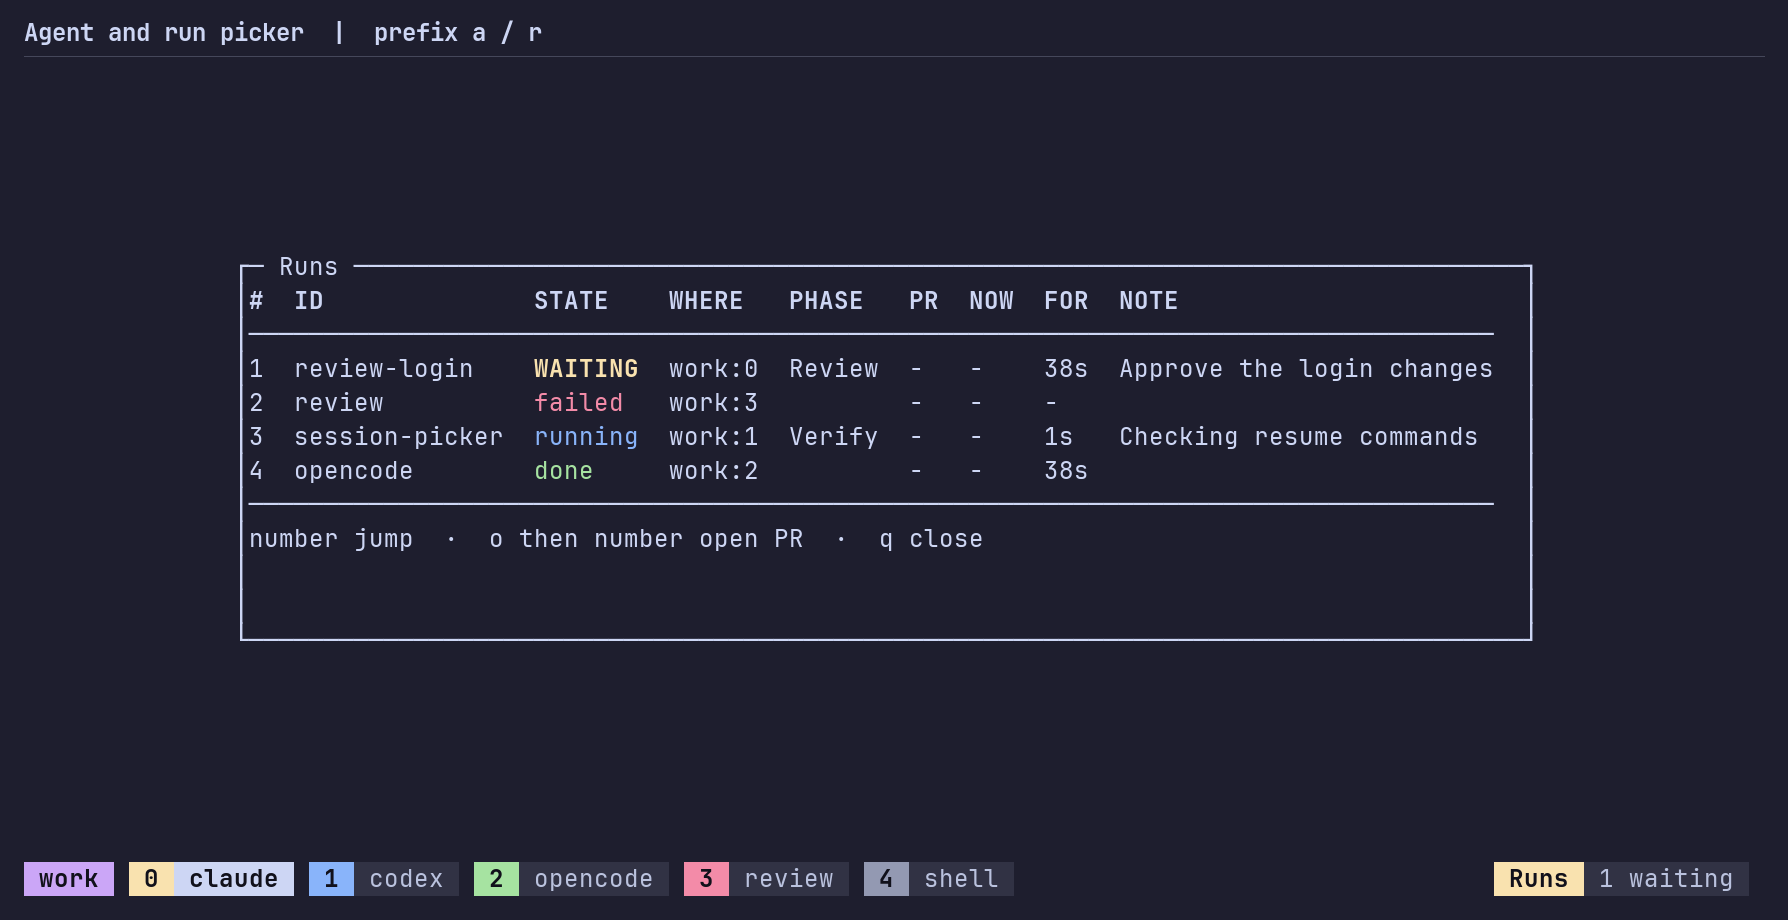 Agent and run picker | prefix a / r
Runs
# ID STATE WHERE PHASE PR NOW FOR NOTE
1 review-login WAITING work:0 Review - - 38s Approve the login changes
2 review failed work:3 - - -
3 session-picker running work:1 Verify - - 1s Checking resume commands
4 opencode done work:2 - - 38s
number jump · o then number open PR · q close
work 0 claude 1 codex 2 opencode 3 review 4 shell Runs 1 waiting